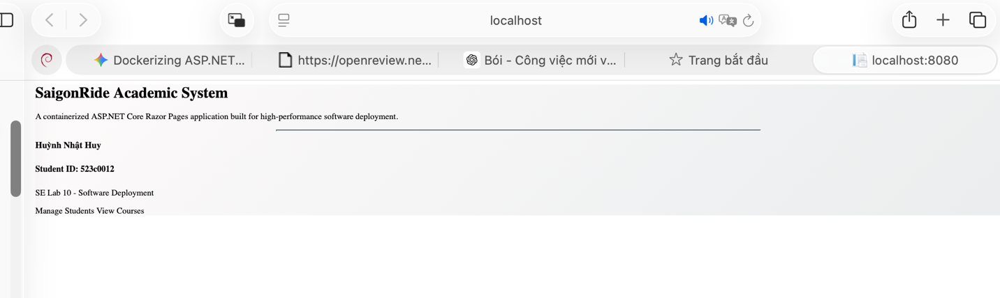 localhost
Dockerizing ASP.NET...
https://openreview.ne...
Bói - Công việc mới v...
Trang bắt đầu
localhost:8080
SaigonRide Academic System
A containerized ASP.NET Core Razor Pages application built for high-performance software deployment.
Huỳnh Nhật Huy
Student ID: 523c0012
SE Lab 10 - Software Deployment
Manage Students View Courses